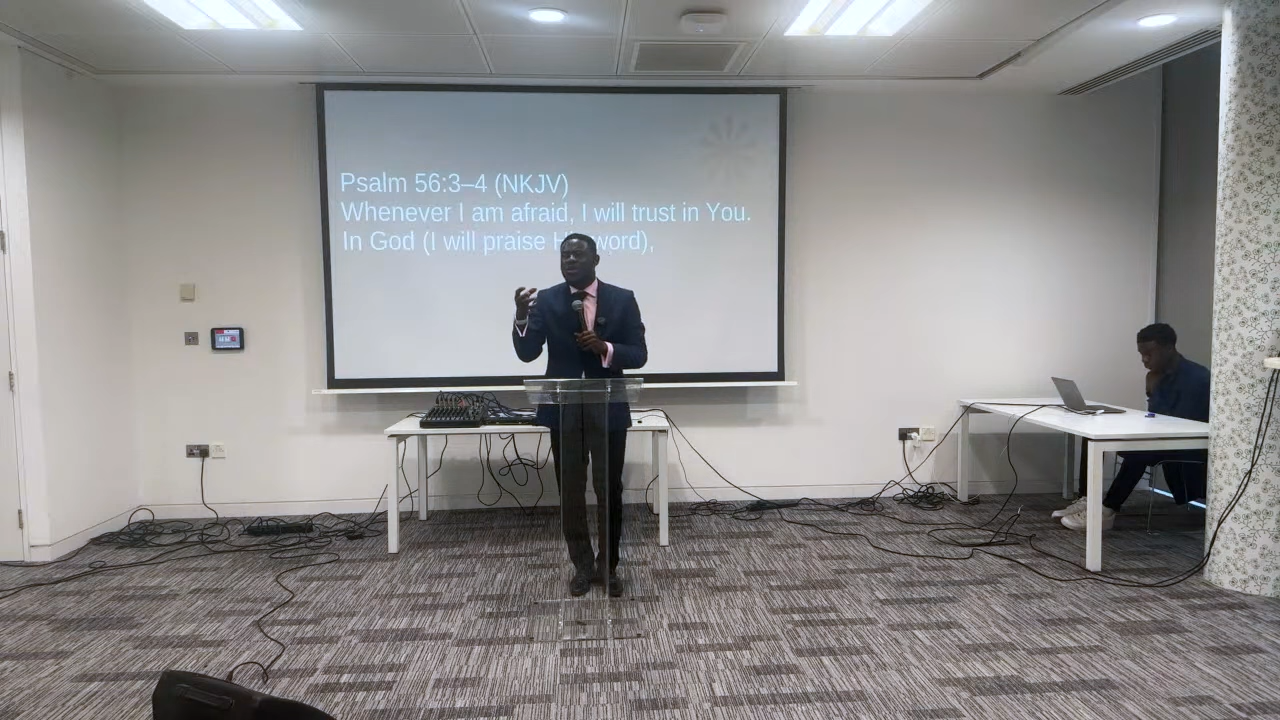 Psalm 56:3–4 (NKJV)
Whenever I am afraid, I will trust in You.
In God (I will praise word),